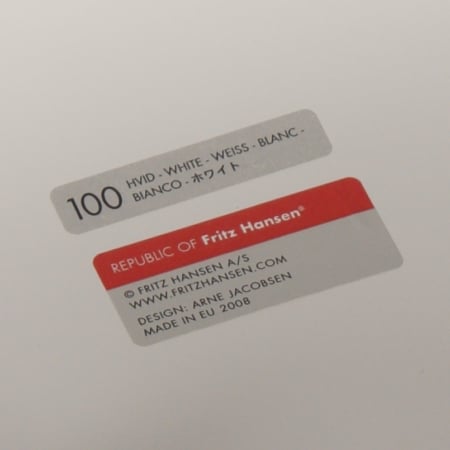 100 HVID - WHITE - WEISS - BLANC -
BIANCO - ホワイト
REPUBLIC OF Fritz Hansen®
© FRITZ HANSEN A/S
WWW.FRITZHANSEN.COM
DESIGN: ARNE JACOBSEN
MADE IN EU 2008